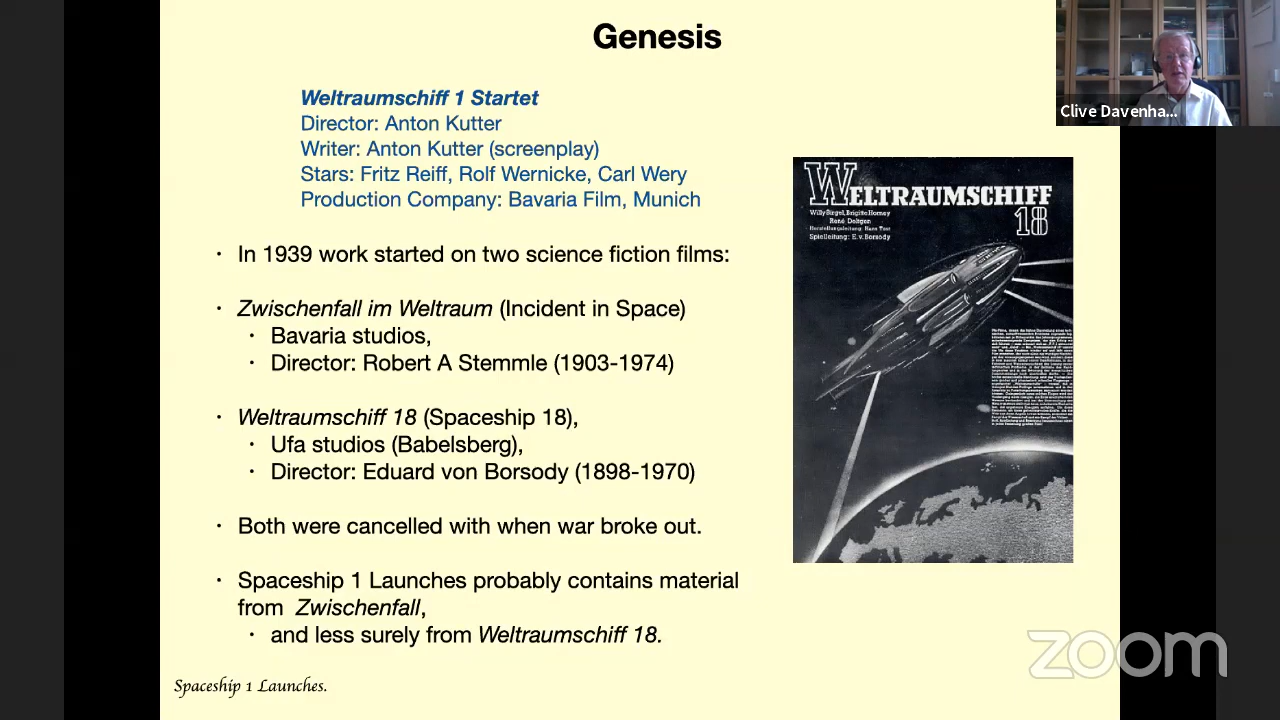 Genesis
Clive Davenha...
Weltraumschiff 1 Startet
Director: Anton Kutter
Writer: Anton Kutter (screenplay)
Stars: Fritz Reiff, Rolf Wernicke, Carl Wery
Production Company: Bavaria Film, Munich
• In 1939 work started on two science fiction films:
• Zwischenfall im Weltraum (Incident in Space)
• Bavaria studios,
• Director: Robert A Stemmle (1903-1974)
• Weltraumschiff 18 (Spaceship 18),
• Ufa studios (Babelsberg),
• Director: Eduard von Borsody (1898-1970)
• Both were cancelled with when war broke out.
• Spaceship 1 Launches probably contains material
from Zwischenfall,
• and less surely from Weltraumschiff 18.
WELTRAUMSCHIFF
18
Willy Birgel, Brigitte Horney
René Deltgen
Herstellungsleitung: Hans Tost
Spielleitung: E. v. Borsody
Spaceship 1 Launches.
zoom